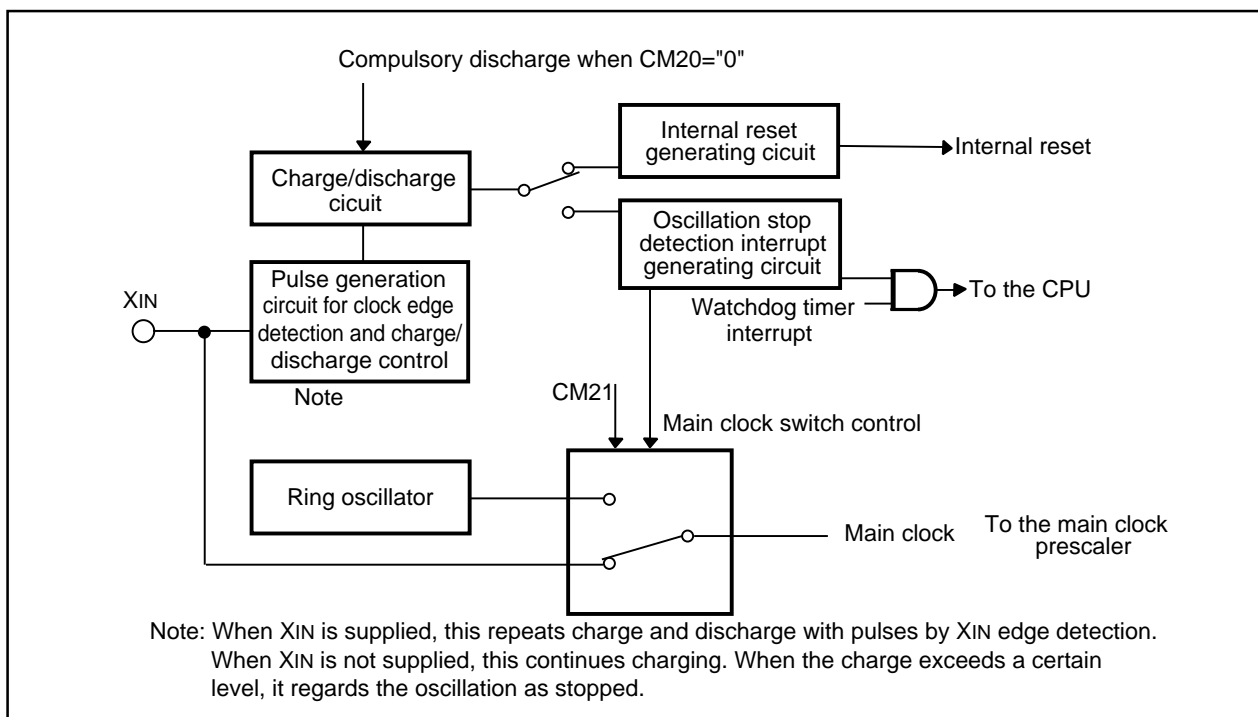 Compulsory discharge when CM20="0"
Internal reset
generating cicuit
Internal reset
Charge/discharge
cicuit
Oscillation stop
detection interrupt
generating circuit
Pulse generation
circuit for clock edge
detection and charge/
discharge control
XIN
To the CPU
Watchdog timer
interrupt
Note
CM21
Main clock switch control
Ring oscillator
Main clock
To the main clock
prescaler
Note: When XIN is supplied, this repeats charge and discharge with pulses by XIN edge detection.
When XIN is not supplied, this continues charging. When the charge exceeds a certain
level, it regards the oscillation as stopped.